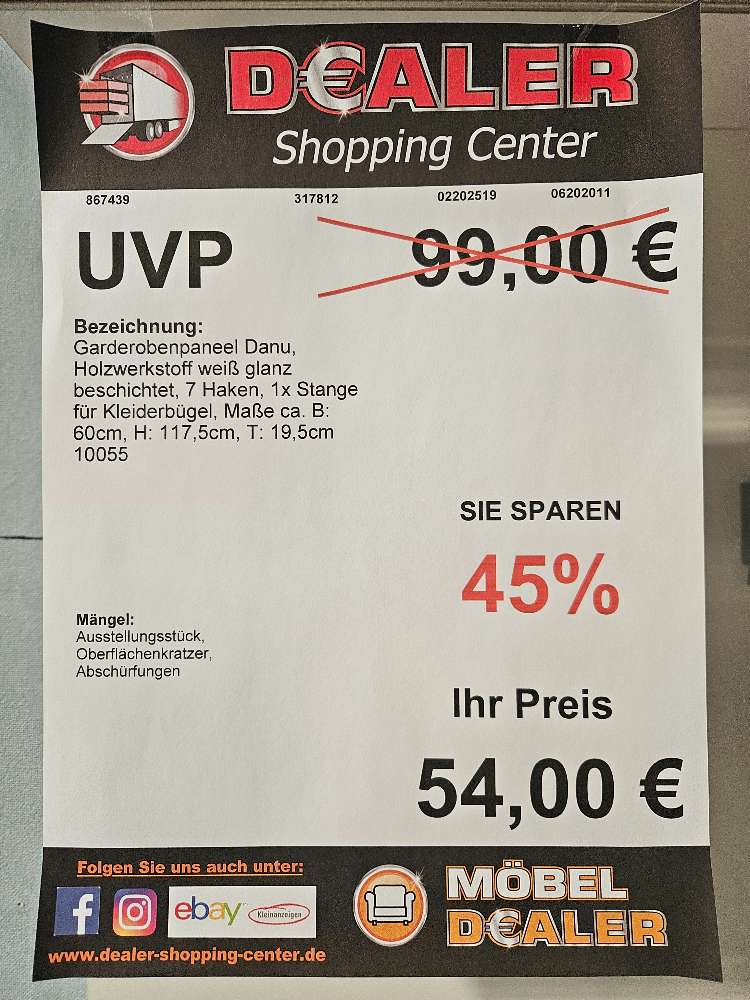 D€ALER
Shopping Center
867439 317812 02202519 06202011
UVP 99,00 €
Bezeichnung:
Garderobenpaneel Danu,
Holzwerkstoff weiß glanz
beschichtet, 7 Haken, 1x Stange
für Kleiderbügel, Maße ca. B:
60cm, H: 117,5cm, T: 19,5cm
10055
SIE SPAREN
45%
Mängel:
Ausstellungsstück,
Oberflächenkratzer,
Abschürfungen
Ihr Preis
54,00 €
Folgen Sie uns auch unter:
f ebay Kleinanzeigen
www.dealer-shopping-center.de
MÖBEL
D€ALER